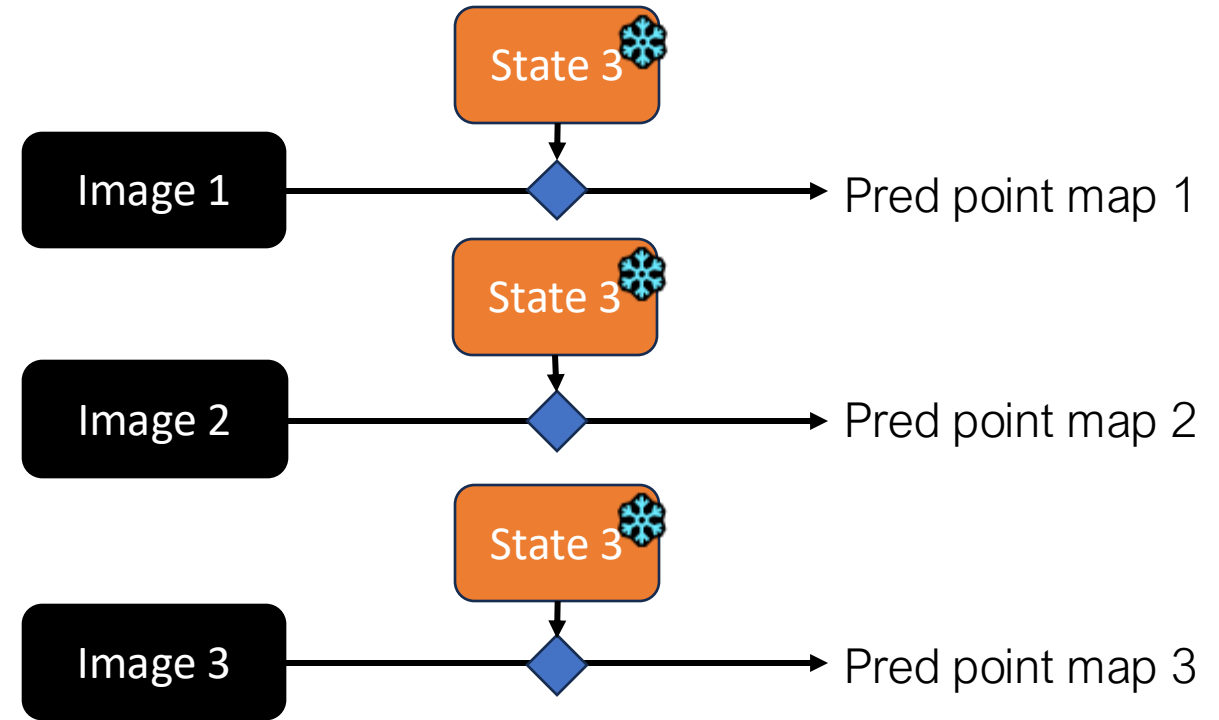 State 3
Image 1
Pred point map 1
State 3
Image 2
Pred point map 2
State 3
Image 3
Pred point map 3